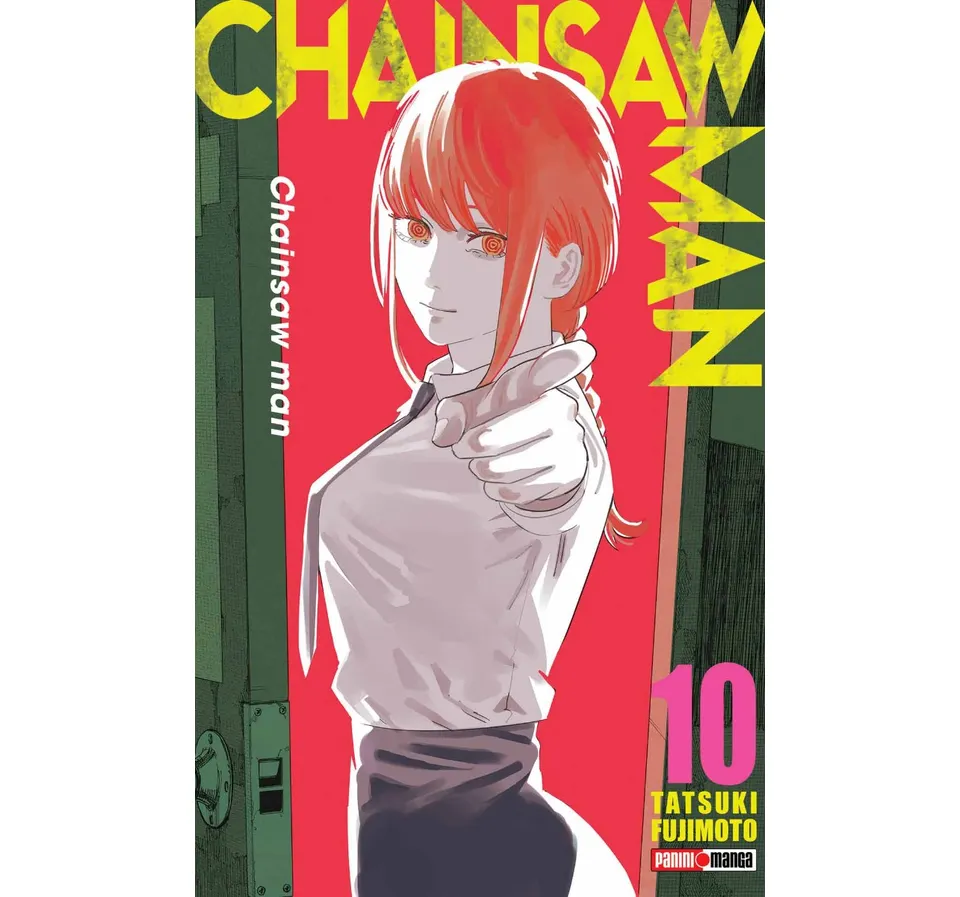 CHAINSAW
MAN
Chainsaw man
10
TATSUKI
FUJIMOTO
panini manga